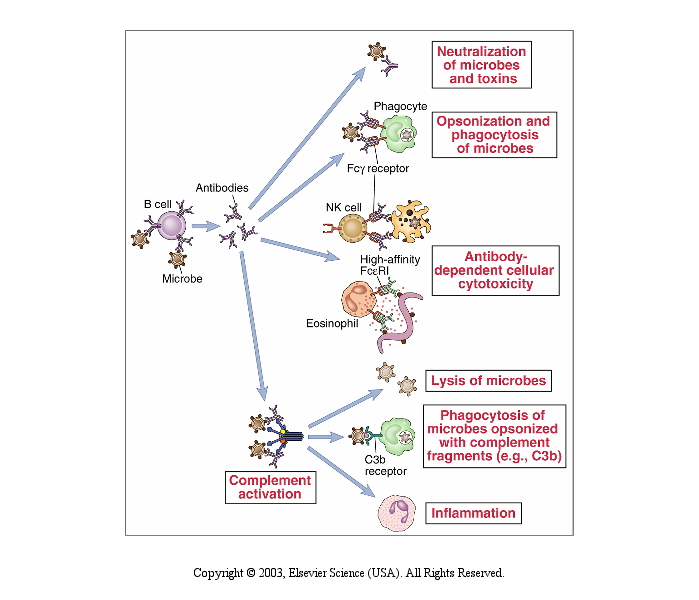 Neutralization
of microbes
and toxins
Phagocyte
Opsonization and
phagocytosis
of microbes
Fcγ receptor
Antibodies
B cell
NK cell
Microbe
High-affinity
FcεRI
Antibody-
dependent cellular
cytotoxicity
Eosinophil
Lysis of microbes
Phagocytosis of
microbes opsonized
with complement
fragments (e.g., C3b)
C3b
receptor
Complement
activation
Inflammation
Copyright © 2003, Elsevier Science (USA). All Rights Reserved.